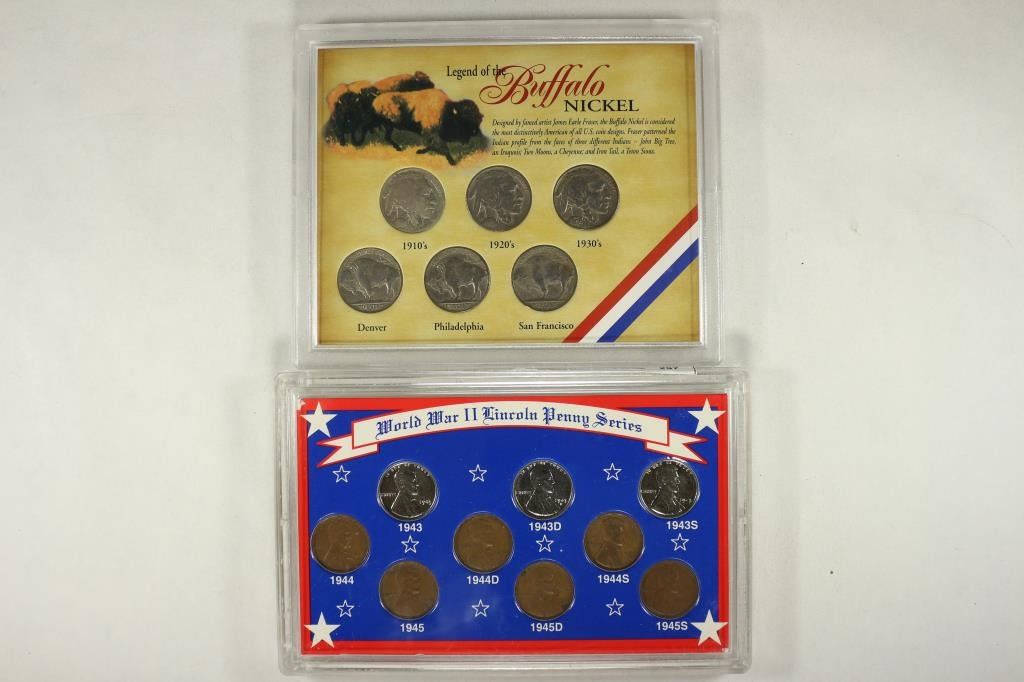 Legend of the
Buffalo
NICKEL
Designed by famed artist James Earle Fraser, the Buffalo Nickel is considered
the most distinctively American of all U.S. coin designs. Fraser patterned the
Indian profile from the faces of three different Indians – John Big Tree,
an Iroquois; Two Moons, a Cheyenne; and Iron Tail, a Teton Sioux.
1910's 1920's 1930's
Denver Philadelphia San Francisco
World War II Lincoln Penny Series
1943 1943D 1943S
1944 1944D 1944S
1945 1945D 1945S